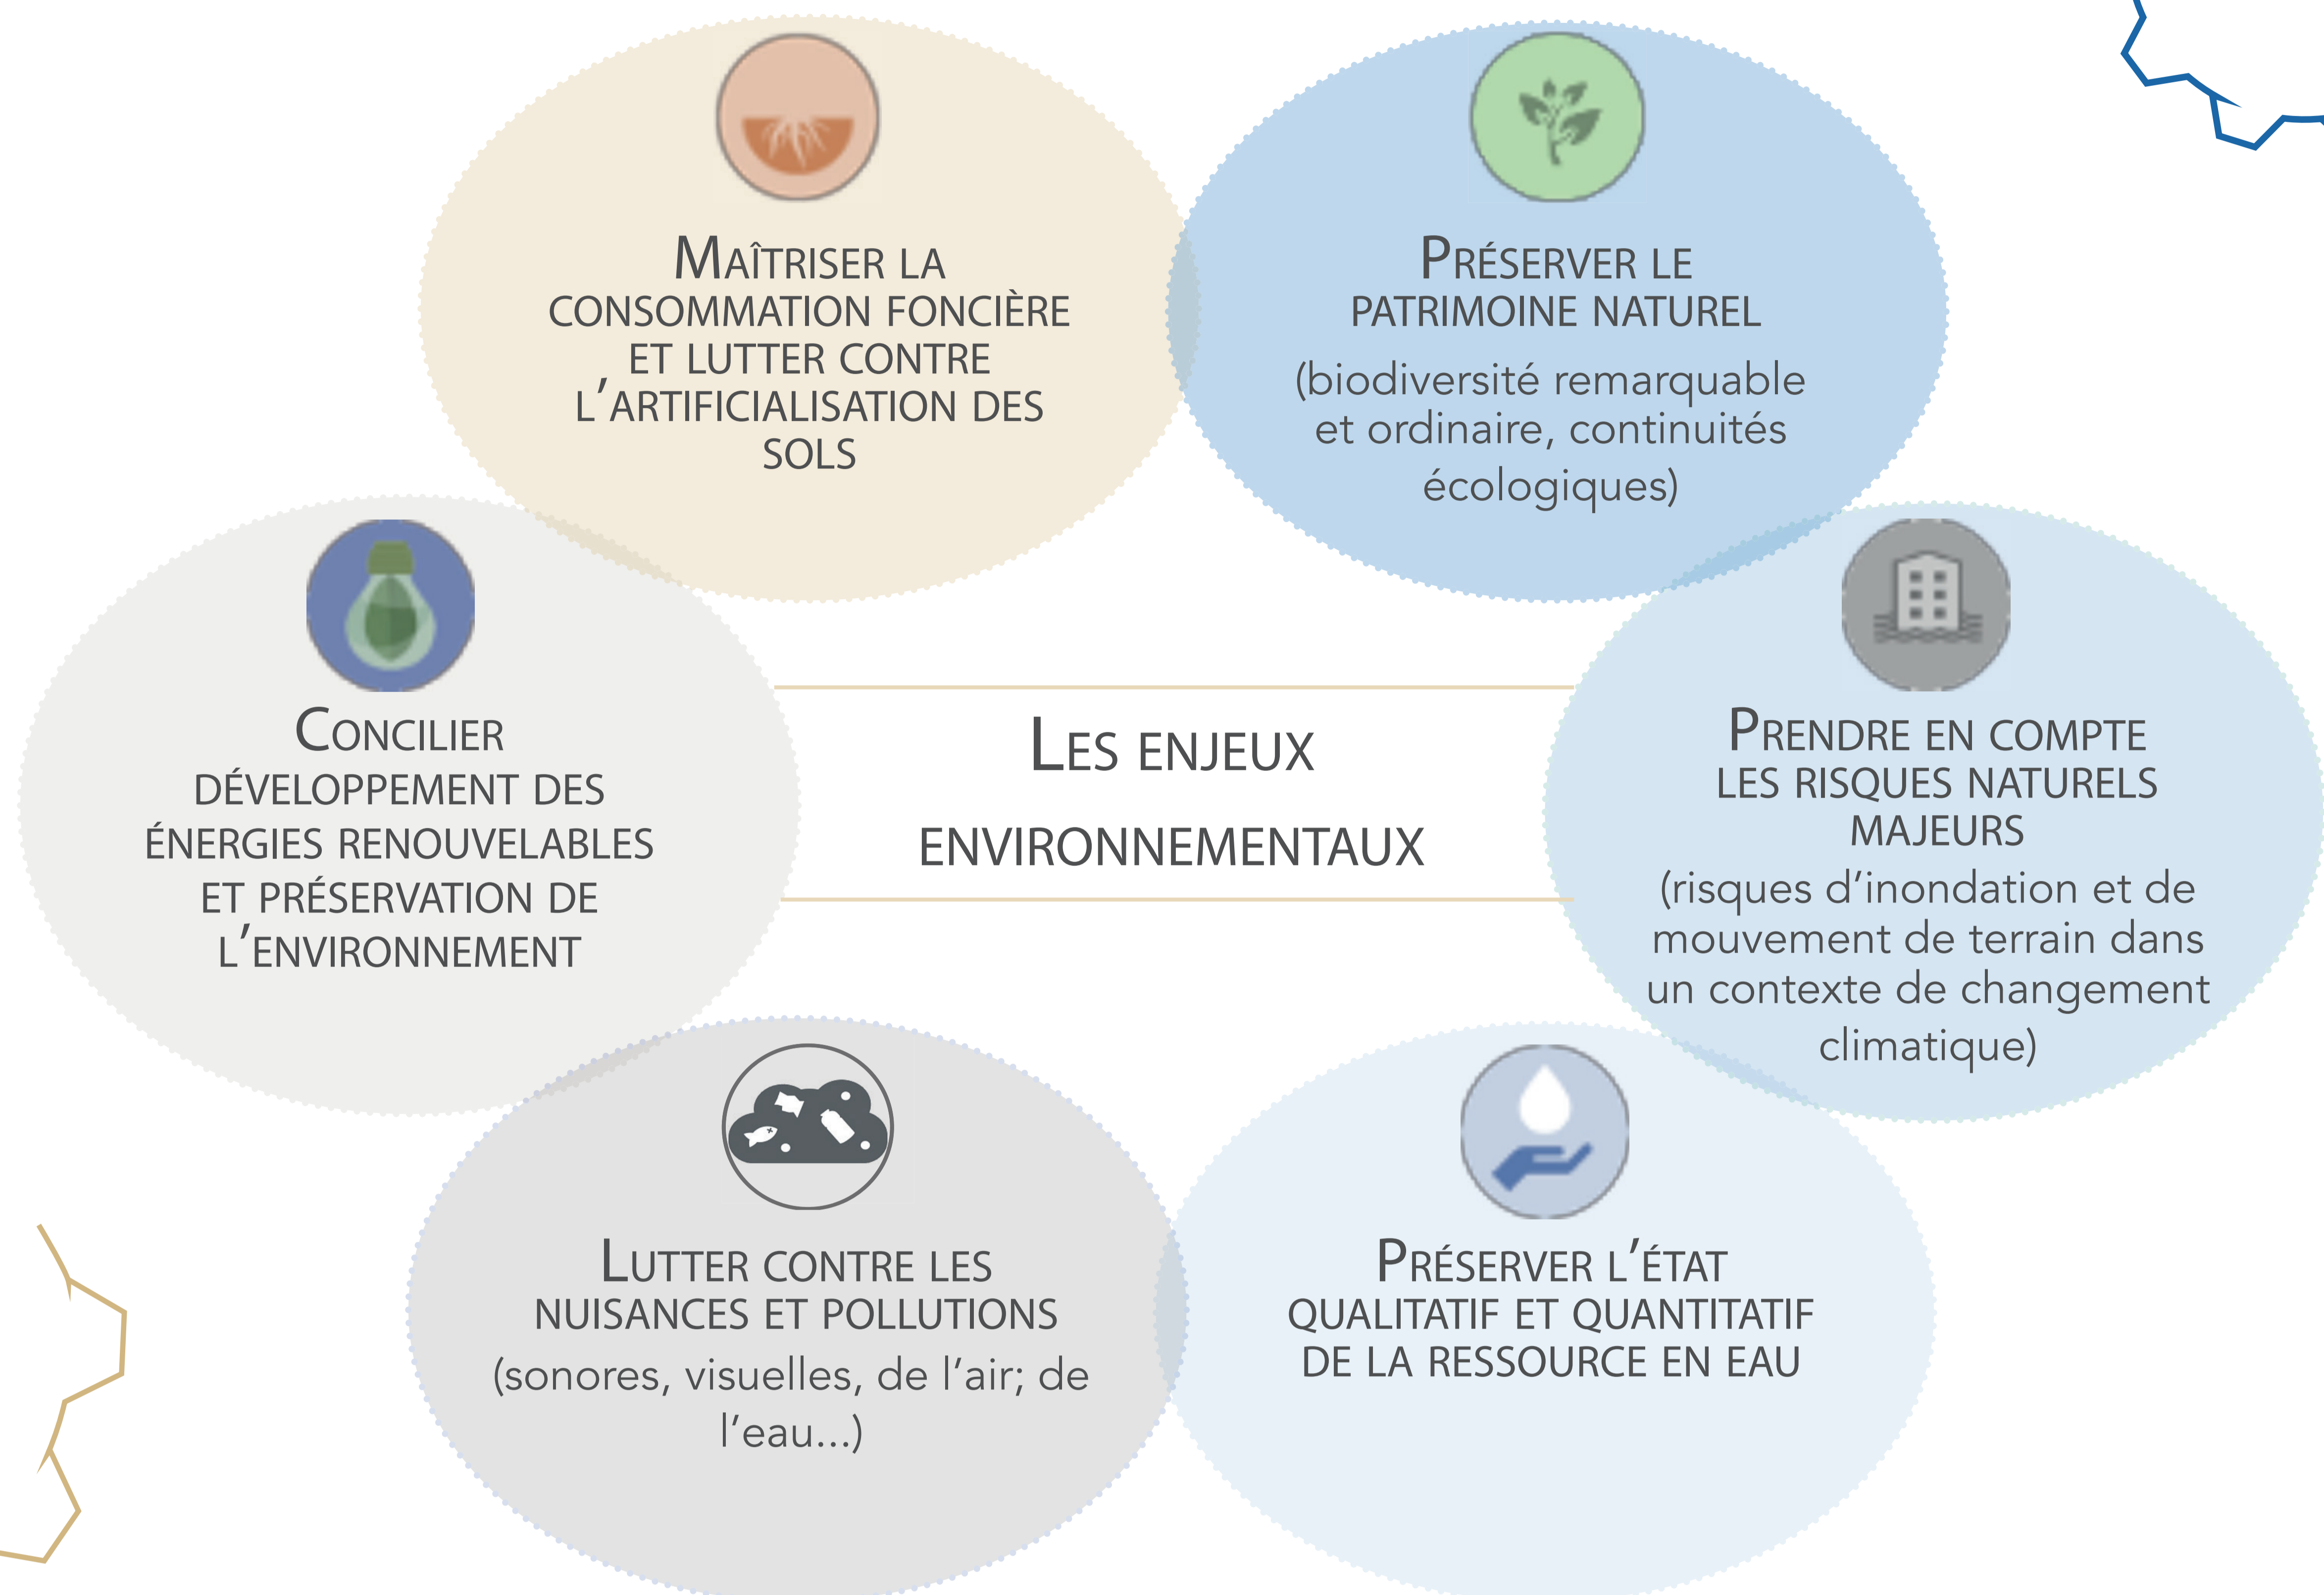 Maîtriser la
consommation foncière
et lutter contre
l'artificialisation des
sols
Préserver le
patrimoine naturel
(biodiversité remarquable
et ordinaire, continuités
écologiques)
Concilier
développement des
énergies renouvelables
et préservation de
l'environnement
Les enjeux
environnementaux
Prendre en compte
les risques naturels
majeurs
(risques d'inondation et de
mouvement de terrain dans
un contexte de changement
climatique)
Lutter contre les
nuisances et pollutions
(sonores, visuelles, de l'air; de
l'eau...)
Préserver l'état
qualitatif et quantitatif
de la ressource en eau